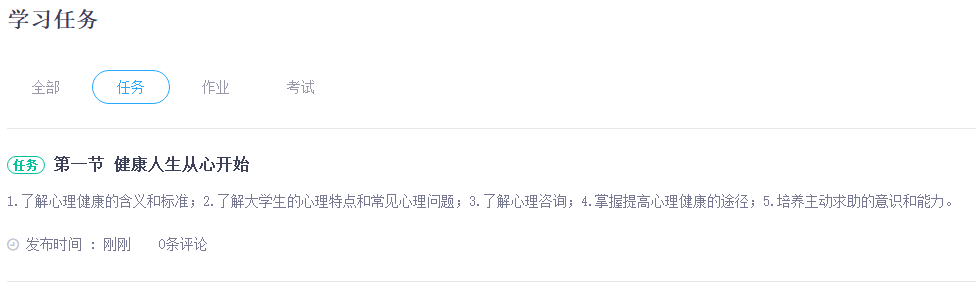 学习任务
全部 任务 作业 考试
任务 第一节 健康人生从心开始
1.了解心理健康的含义和标准；2.了解大学生的心理特点和常见心理问题；3.了解心理咨询；4.掌握提高心理健康的途径；5.培养主动求助的意识和能力。
发布时间 : 刚刚 0条评论